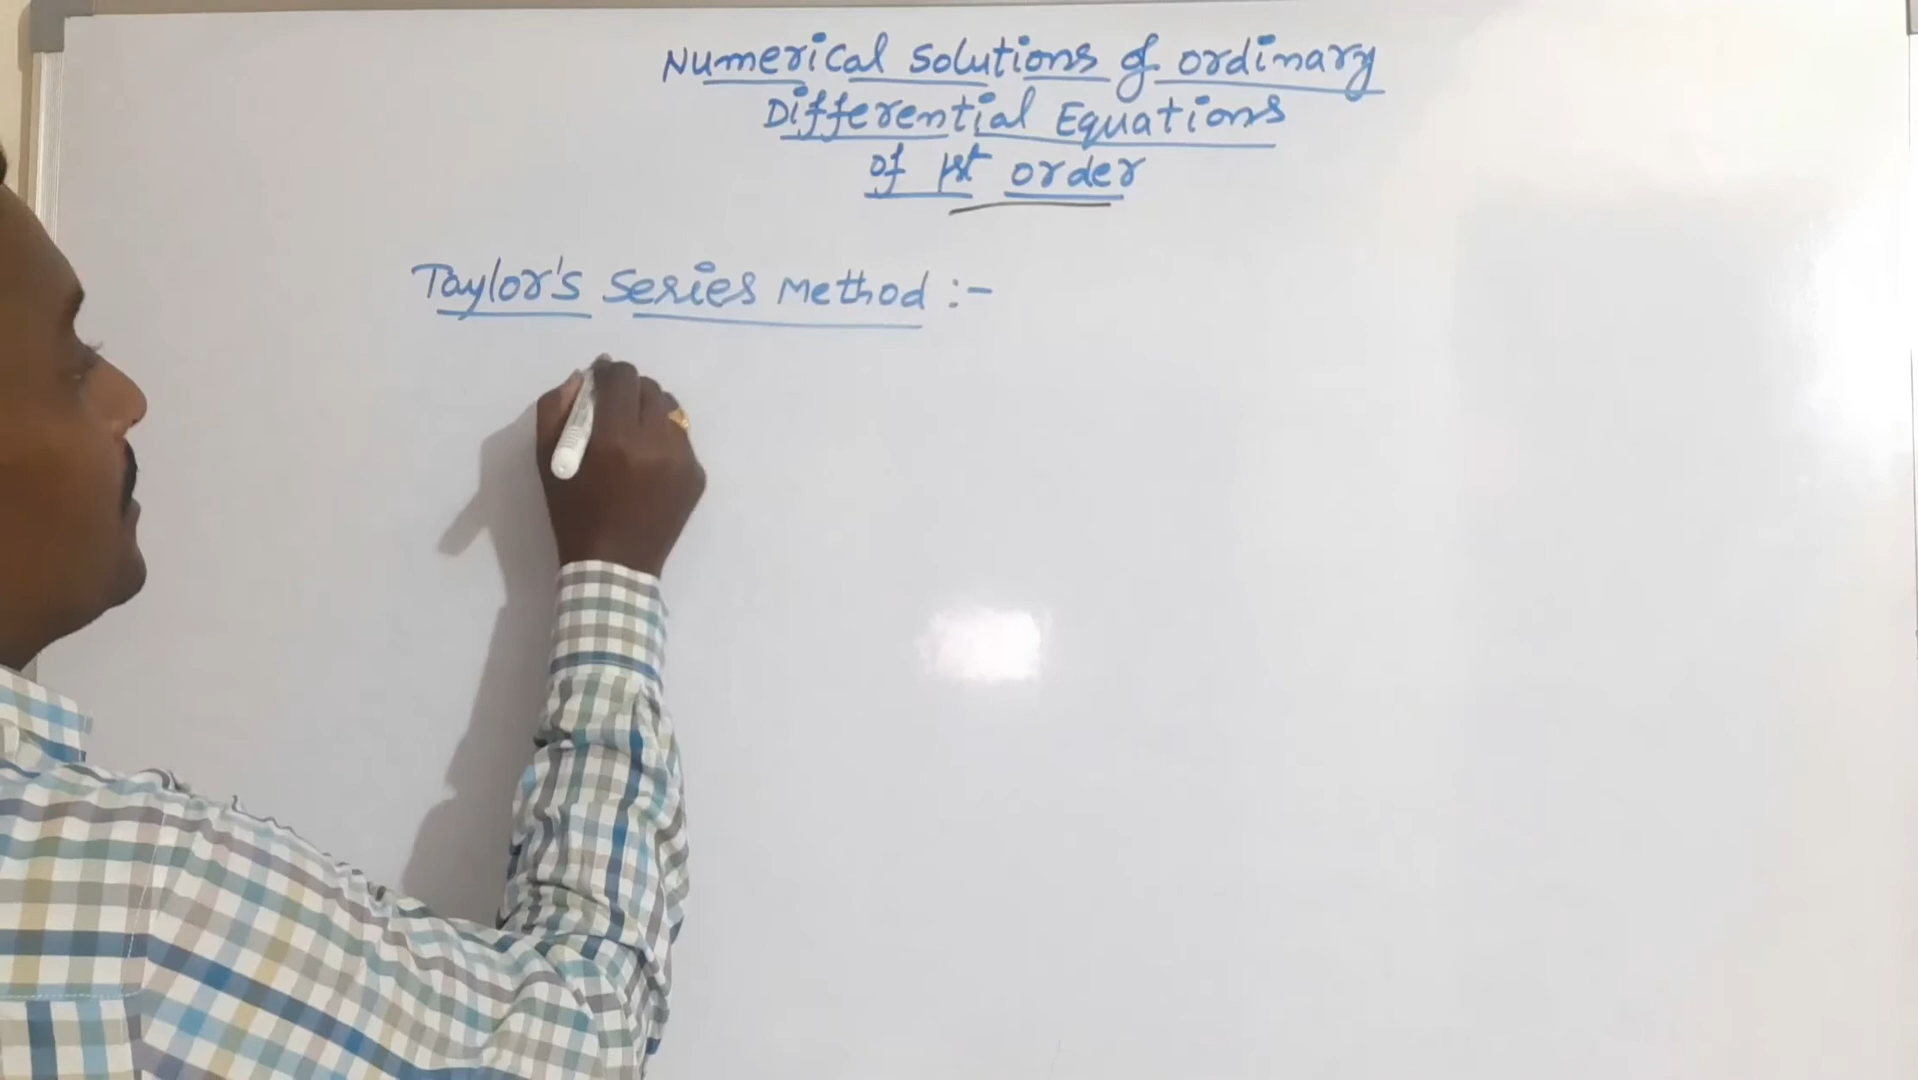 Numerical solutions of ordinary
Differential Equations
of 1st order
Taylor's series Method :-